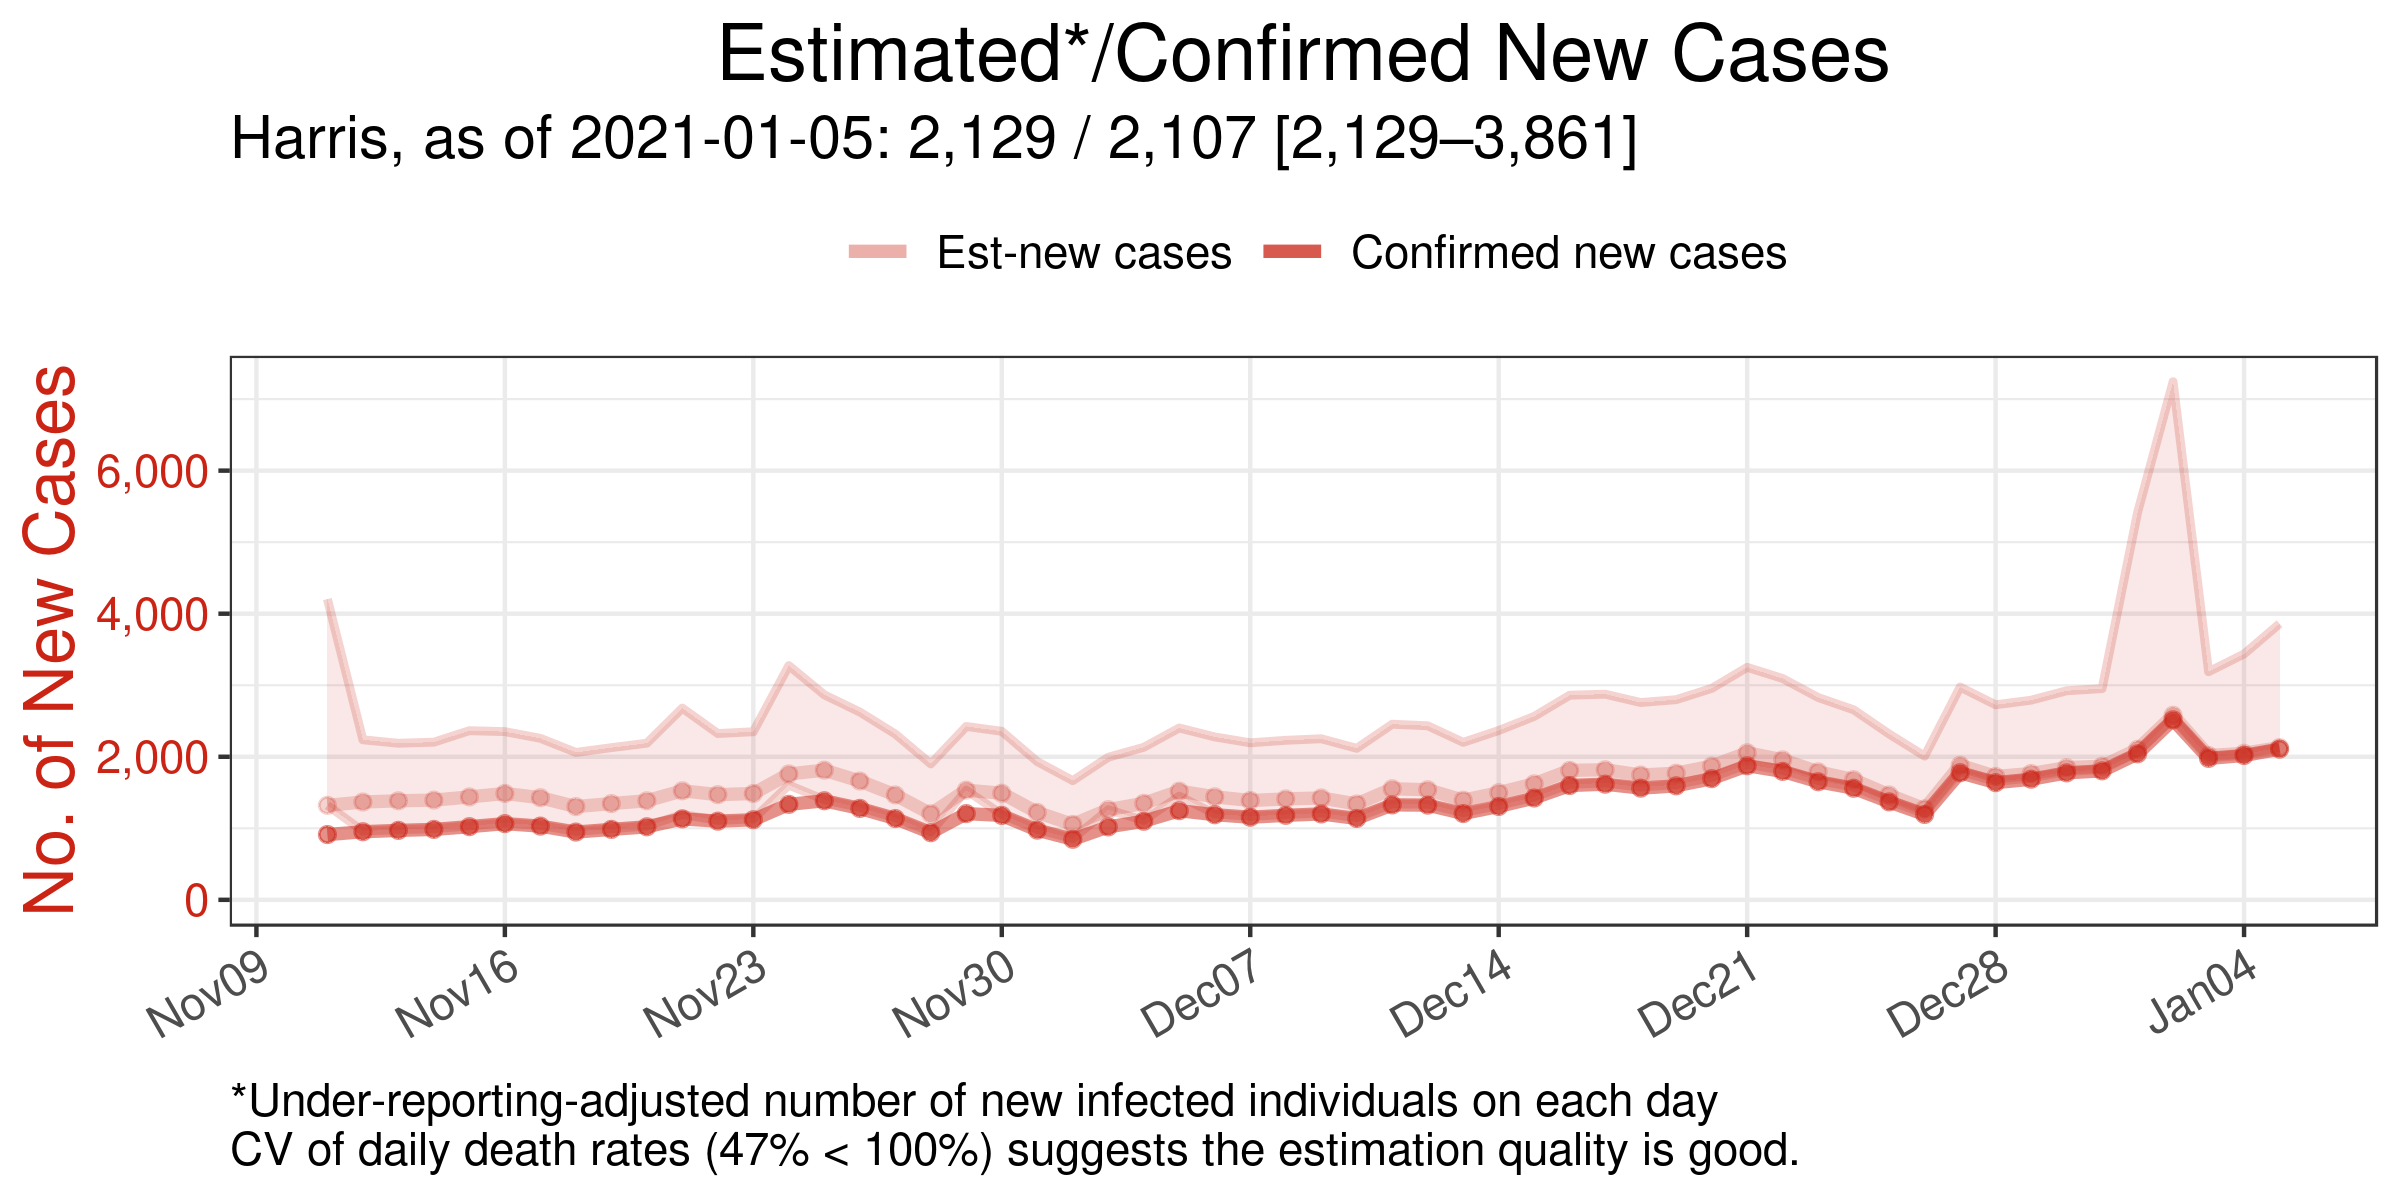 Estimated*/Confirmed New Cases
Harris, as of 2021-01-05: 2,129 / 2,107 [2,129–3,861]
Est-new cases
Confirmed new cases
No. of New Cases
6,000
4,000
2,000
0
Nov09
Nov16
Nov23
Nov30
Dec07
Dec14
Dec21
Dec28
Jan04
*Under-reporting-adjusted number of new infected individuals on each day
CV of daily death rates (47% < 100%) suggests the estimation quality is good.